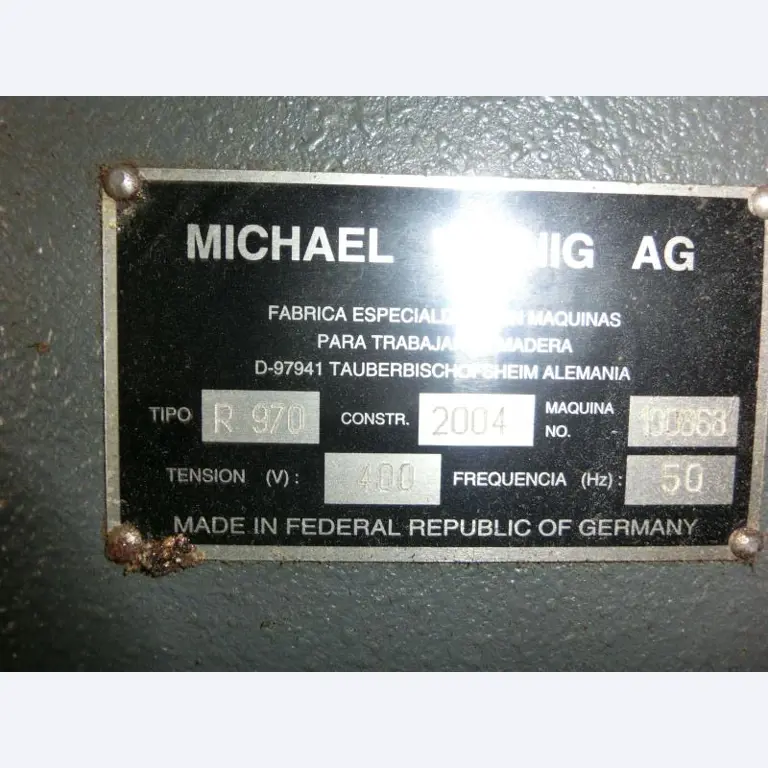 MICHAEL AG
FABRICA MAQUINAS
PARA TRABAJAR MADERA
D-97941 TAUBERBISCHOFSHEIM ALEMANIA
TIPO R 970 CONSTR. 2004 MAQUINA NO.
TENSION (V) : 400 FREQUENCIA (Hz) : 50
MADE IN FEDERAL REPUBLIC OF GERMANY